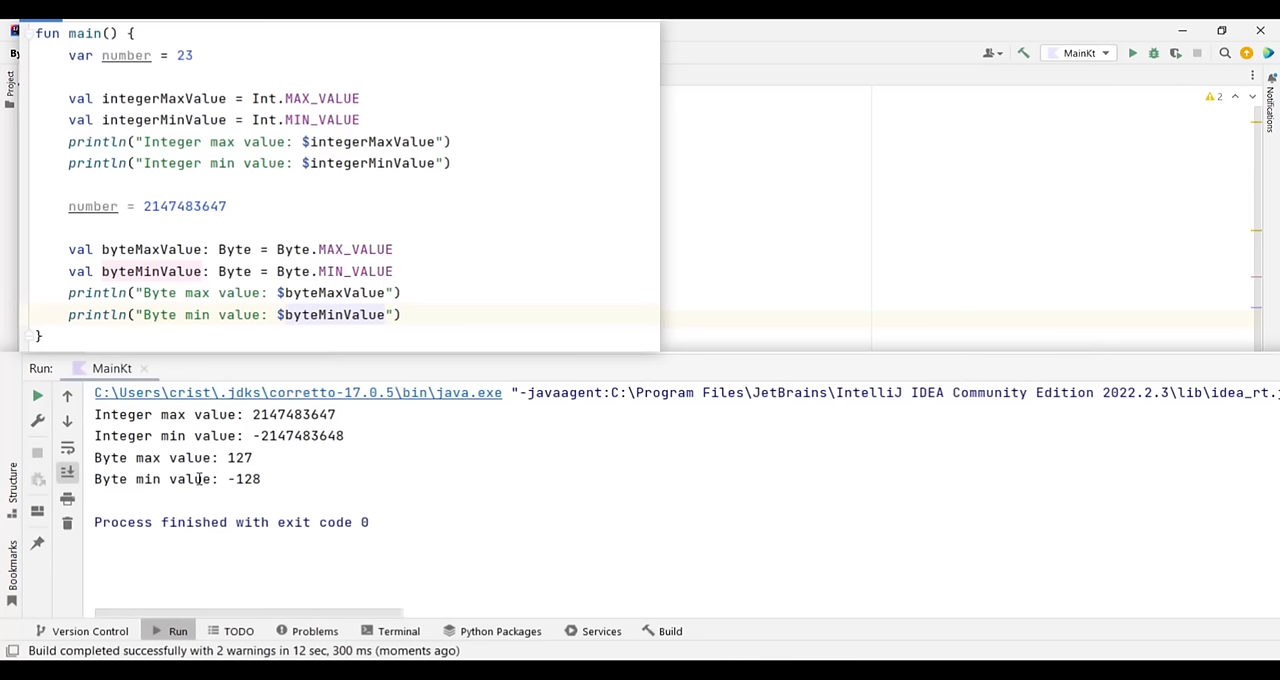 fun main() {
var number = 23
By
MainKt
Project
val integerMaxValue = Int.MAX_VALUE
2
val integerMinValue = Int.MIN_VALUE
Notifications
println("Integer max value: $integerMaxValue")
println("Integer min value: $integerMinValue")
number = 2147483647
val byteMaxValue: Byte = Byte.MAX_VALUE
val byteMinValue: Byte = Byte.MIN_VALUE
println("Byte max value: $byteMaxValue")
println("Byte min value: $byteMinValue")
}
Run: MainKt
C:\Users\crist\.jdks\corretto-17.0.5\bin\java.exe "-javaagent:C:\Program Files\JetBrains\IntelliJ IDEA Community Edition 2022.2.3\lib\idea_rt.j
Integer max value: 2147483647
Integer min value: -2147483648
Byte max value: 127
Byte min value: -128
Structure
Process finished with exit code 0
Bookmarks
Version Control Run TODO Problems Terminal Python Packages Services Build
Build completed successfully with 2 warnings in 12 sec, 300 ms (moments ago)